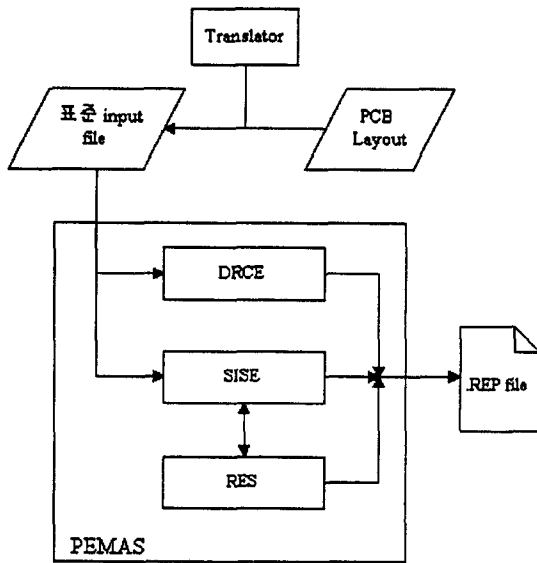 Translator
표준 input
file
PCB
Layout
DRCE
SISE
RES
.REP file
PEMAS